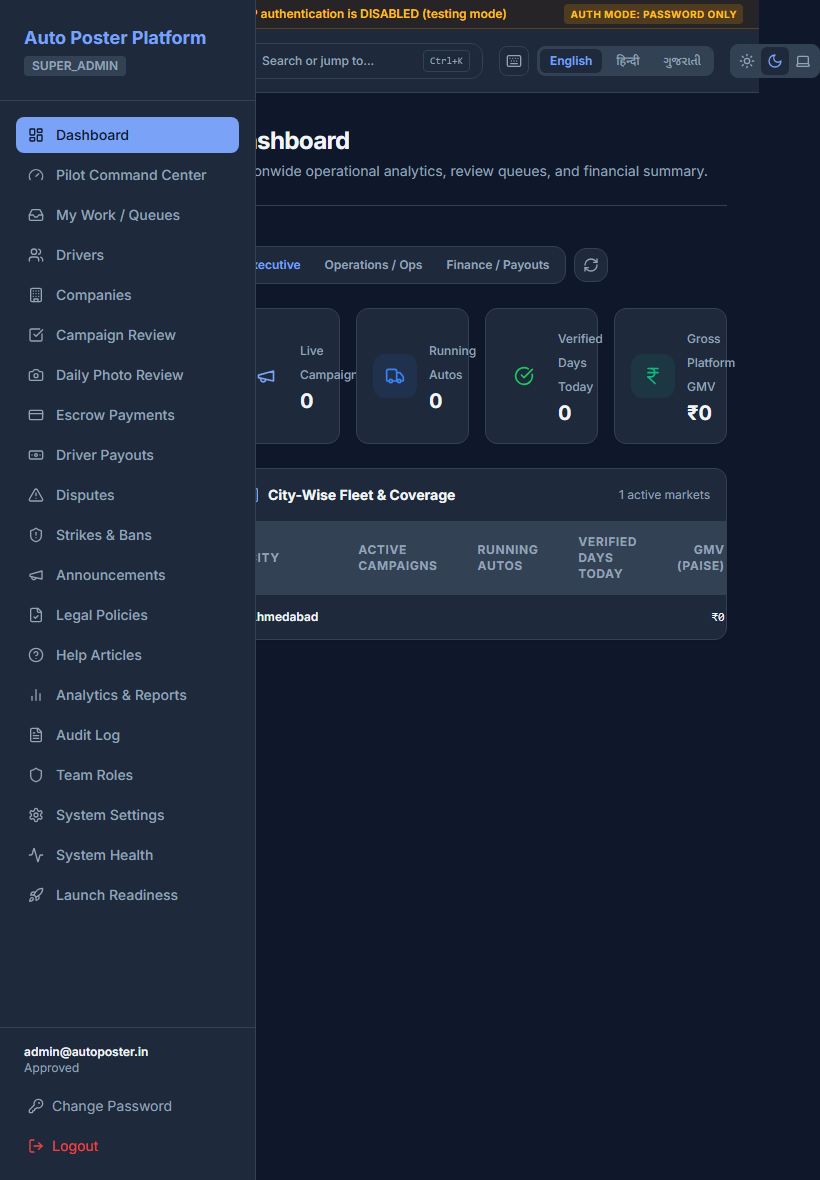 Auto Poster Platform
SUPER_ADMIN
Dashboard
Pilot Command Center
My Work / Queues
Drivers
Companies
Campaign Review
Daily Photo Review
Escrow Payments
Driver Payouts
Disputes
Strikes & Bans
Announcements
Legal Policies
Help Articles
Analytics & Reports
Audit Log
Team Roles
System Settings
System Health
Launch Readiness
admin@autoposter.in
Approved
Change Password
Logout
authentication is DISABLED (testing mode)
AUTH MODE: PASSWORD ONLY
Search or jump to...
Ctrl+K
English
हिन्दी
ગુજરાતી
shboard
onwide operational analytics, review queues, and financial summary.
xecutive
Operations / Ops
Finance / Payouts
Live
Campaign
0
Running
Autos
0
Verified
Days
Today
0
Gross
Platform
GMV
₹0
City-Wise Fleet & Coverage
1 active markets
ITY
ACTIVE
CAMPAIGNS
RUNNING
AUTOS
VERIFIED
DAYS
TODAY
GMV
(PAISE)
hmedabad
₹0